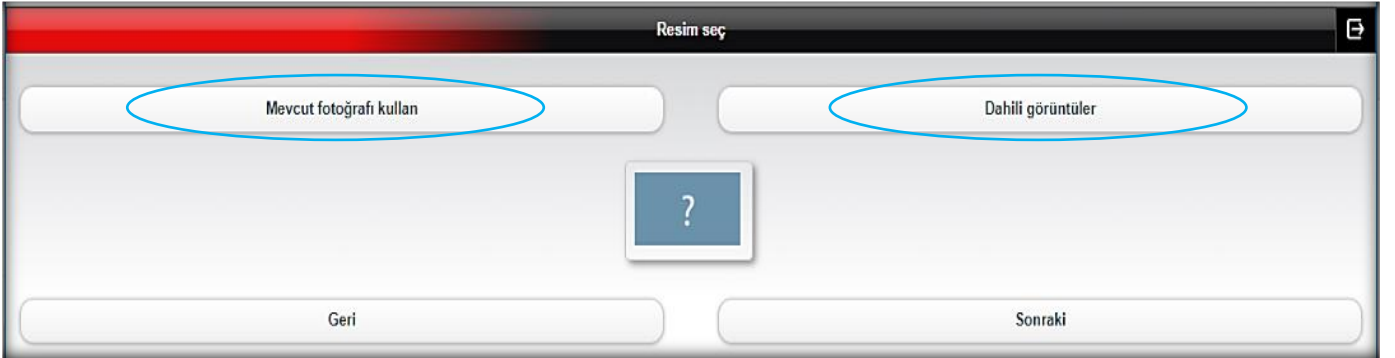 Resim seç
Mevcut fotoğrafı kullan
Dahili görüntüler
?
Geri
Sonraki